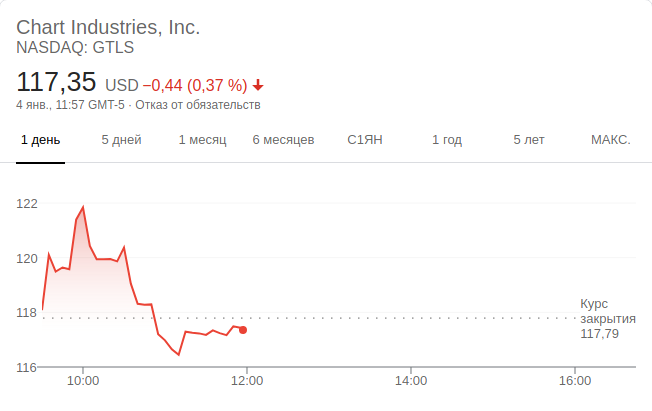 Chart Industries, Inc.
NASDAQ: GTLS
117,35 USD −0,44 (0,37 %)
4 янв., 11:57 GMT-5 · Отказ от обязательств
1 день 5 дней 1 месяц 6 месяцев С1ЯН 1 год 5 лет МАКС.
122
120
118
116
Курс
закрытия
117,79
10:00 12:00 14:00 16:00